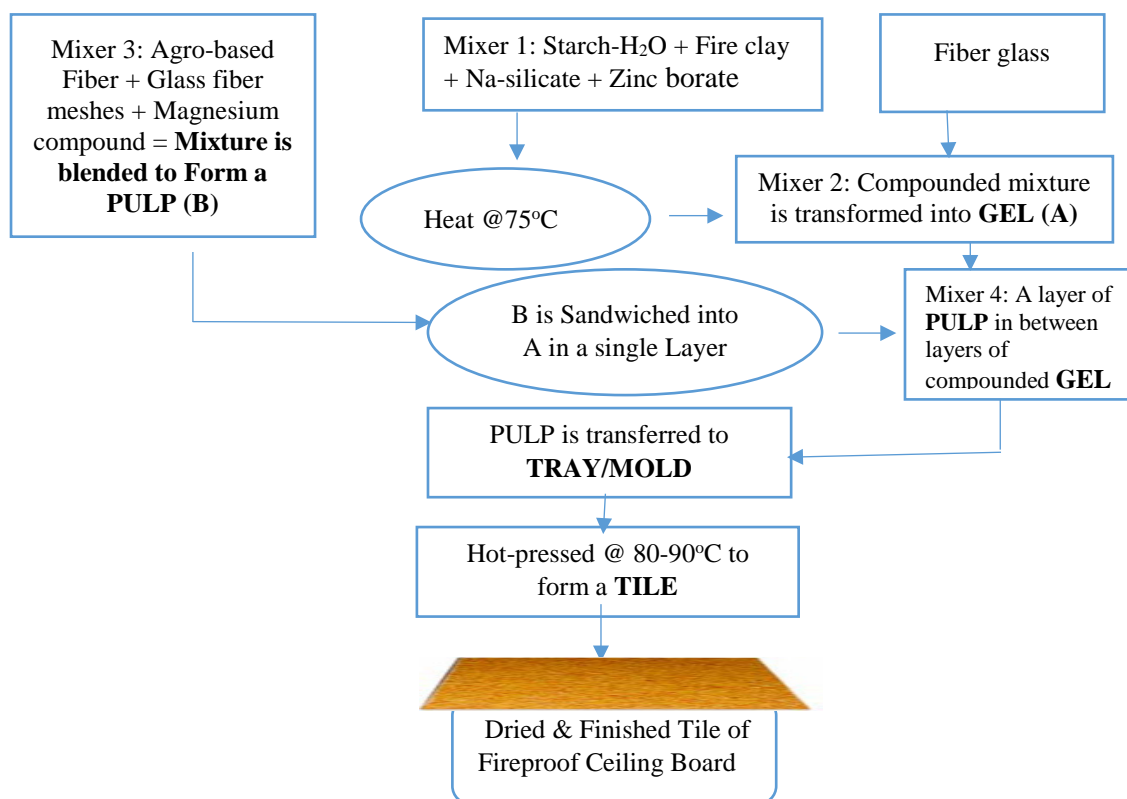 Mixer 3: Agro-based
Fiber + Glass fiber
meshes + Magnesium
compound = Mixture is
blended to Form a
PULP (B)
Mixer 1: Starch-H₂O + Fire clay
+ Na-silicate + Zinc borate
Fiber glass
Heat @75°C
Mixer 2: Compounded mixture
is transformed into GEL (A)
B is Sandwiched into
A in a single Layer
Mixer 4: A layer of
PULP in between
layers of
compounded GEL
PULP is transferred to
TRAY/MOLD
Hot-pressed @ 80-90°C to
form a TILE
Dried & Finished Tile of
Fireproof Ceiling Board